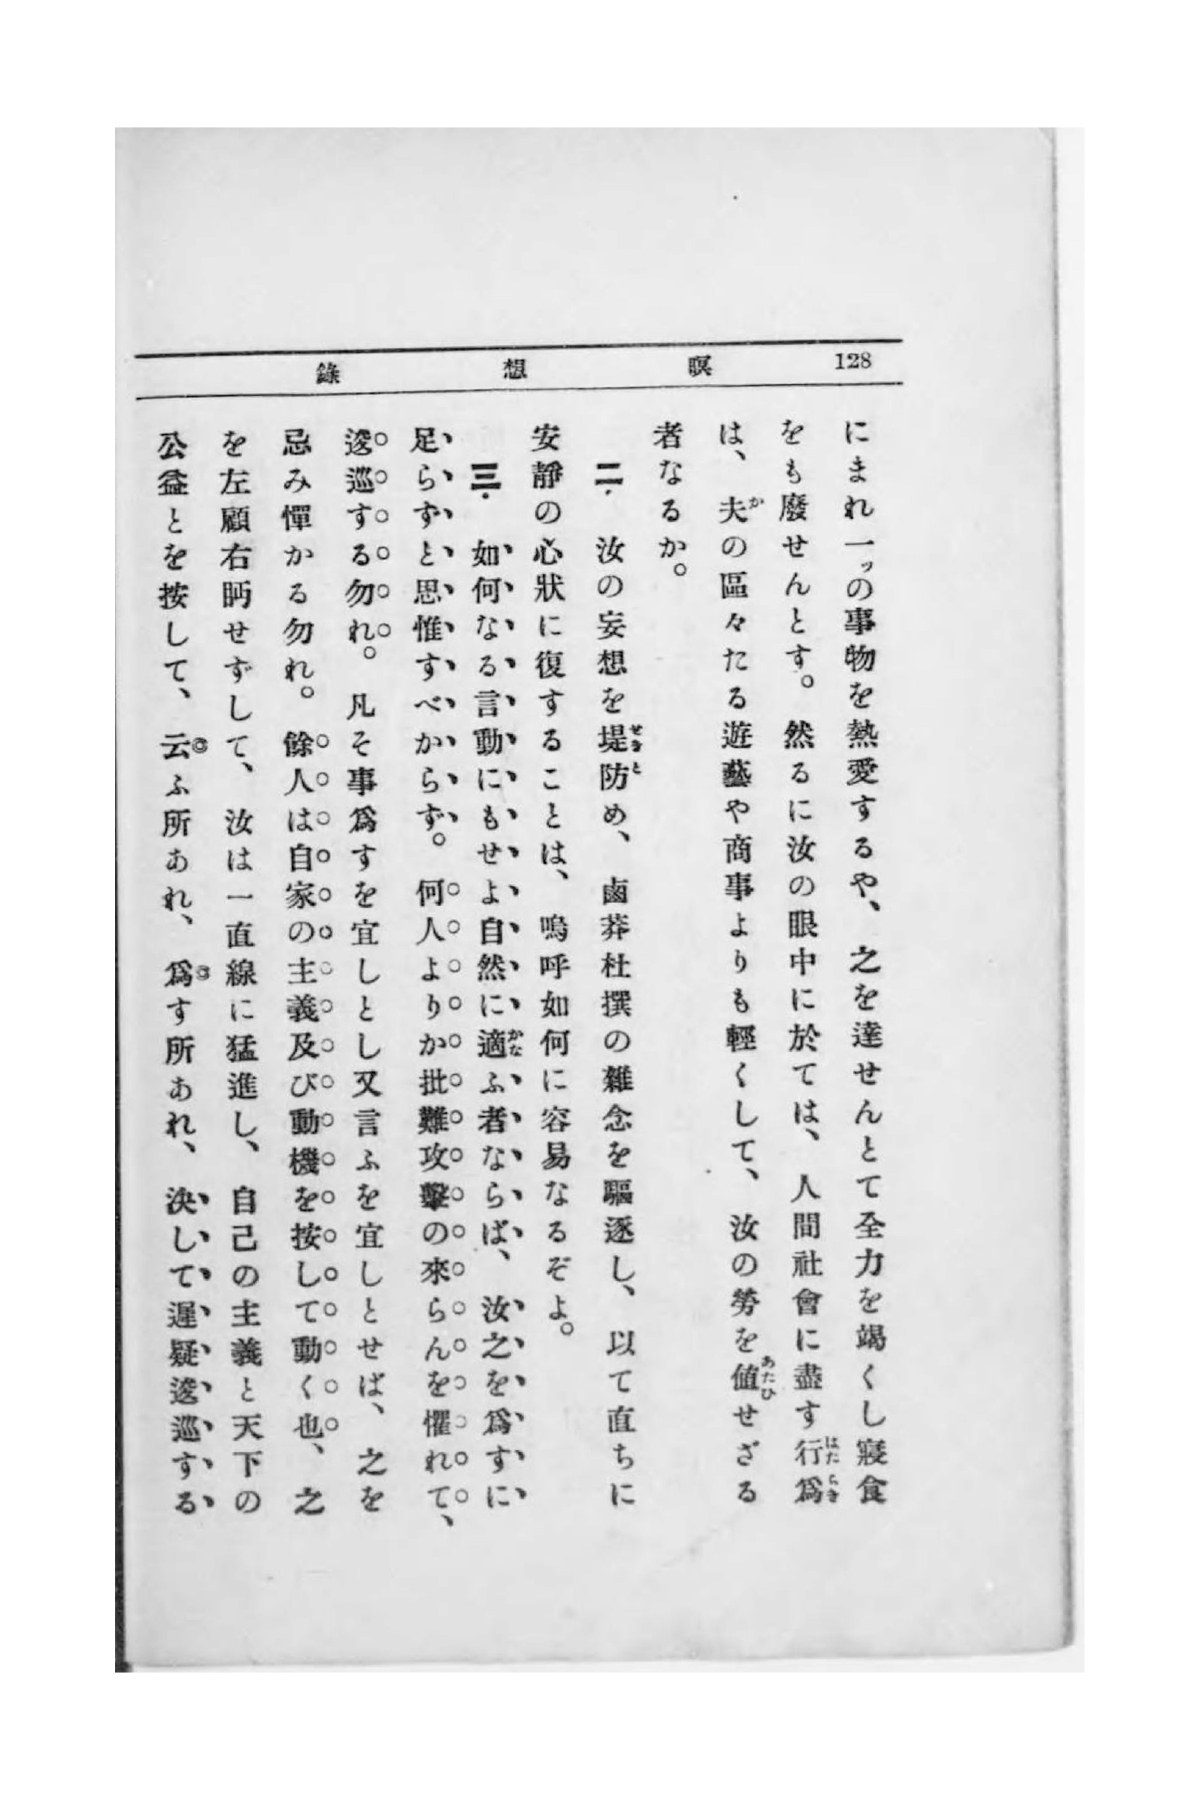 128 瞑想錄
にまれ一ッの事物を熱愛するや、之を達せんとて全力を竭くし寢食
をも廢せんとす。然るに汝の眼中に於ては、人間社會に盡す行爲
は、夫の區々たる遊藝や商事よりも輕くして、汝の勞を値せざる
者なるか。
二. 汝の妄想を堤防め、鹵莽杜撰の雜念を驅逐し、以て直ちに
安靜の心狀に復することは、嗚呼如何に容易なるぞよ。
三. 如何なる言動にもせよ自然に適ふ者ならば、汝之を爲すに
足らずと思惟すべからず。何人よりか批難攻擊の來らんを懼れて、
逡巡する勿れ。凡そ事爲すを宜しとし又言ふを宜しとせば、之を
忌み憚かる勿れ。餘人は自家の主義及び動機を按して動く也、之
を左顧右眄せずして、汝は一直線に猛進し、自己の主義と天下の
公益とを按して、云ふ所あれ、爲す所あれ、決して遲疑逡巡する